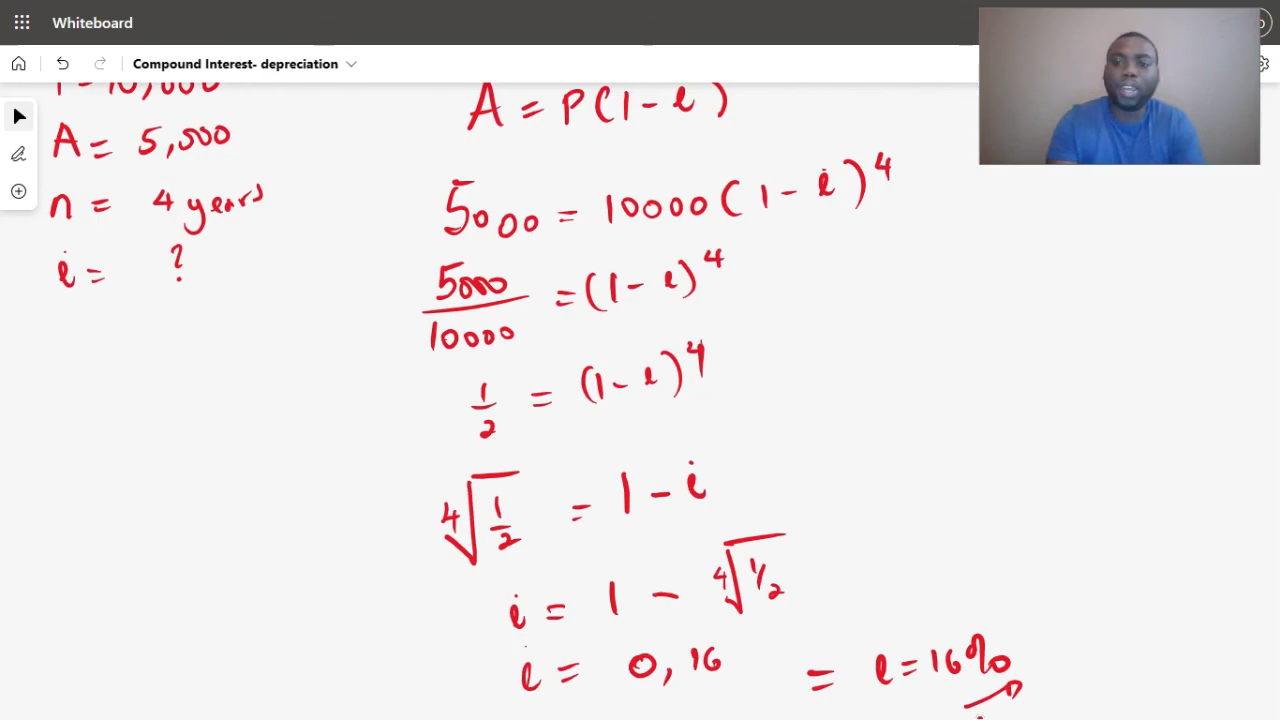 Whiteboard
Compound Interest- depreciation
A = 5,000
n = 4 years
i = ?
A = P(1 - i)
5000 = 10000(1 - i)^4
5000/10000 = (1 - i)^4
1/2 = (1 - i)^4
⁴√(1/2) = 1 - i
i = 1 - ⁴√(1/2)
i = 0,16 = i = 16%